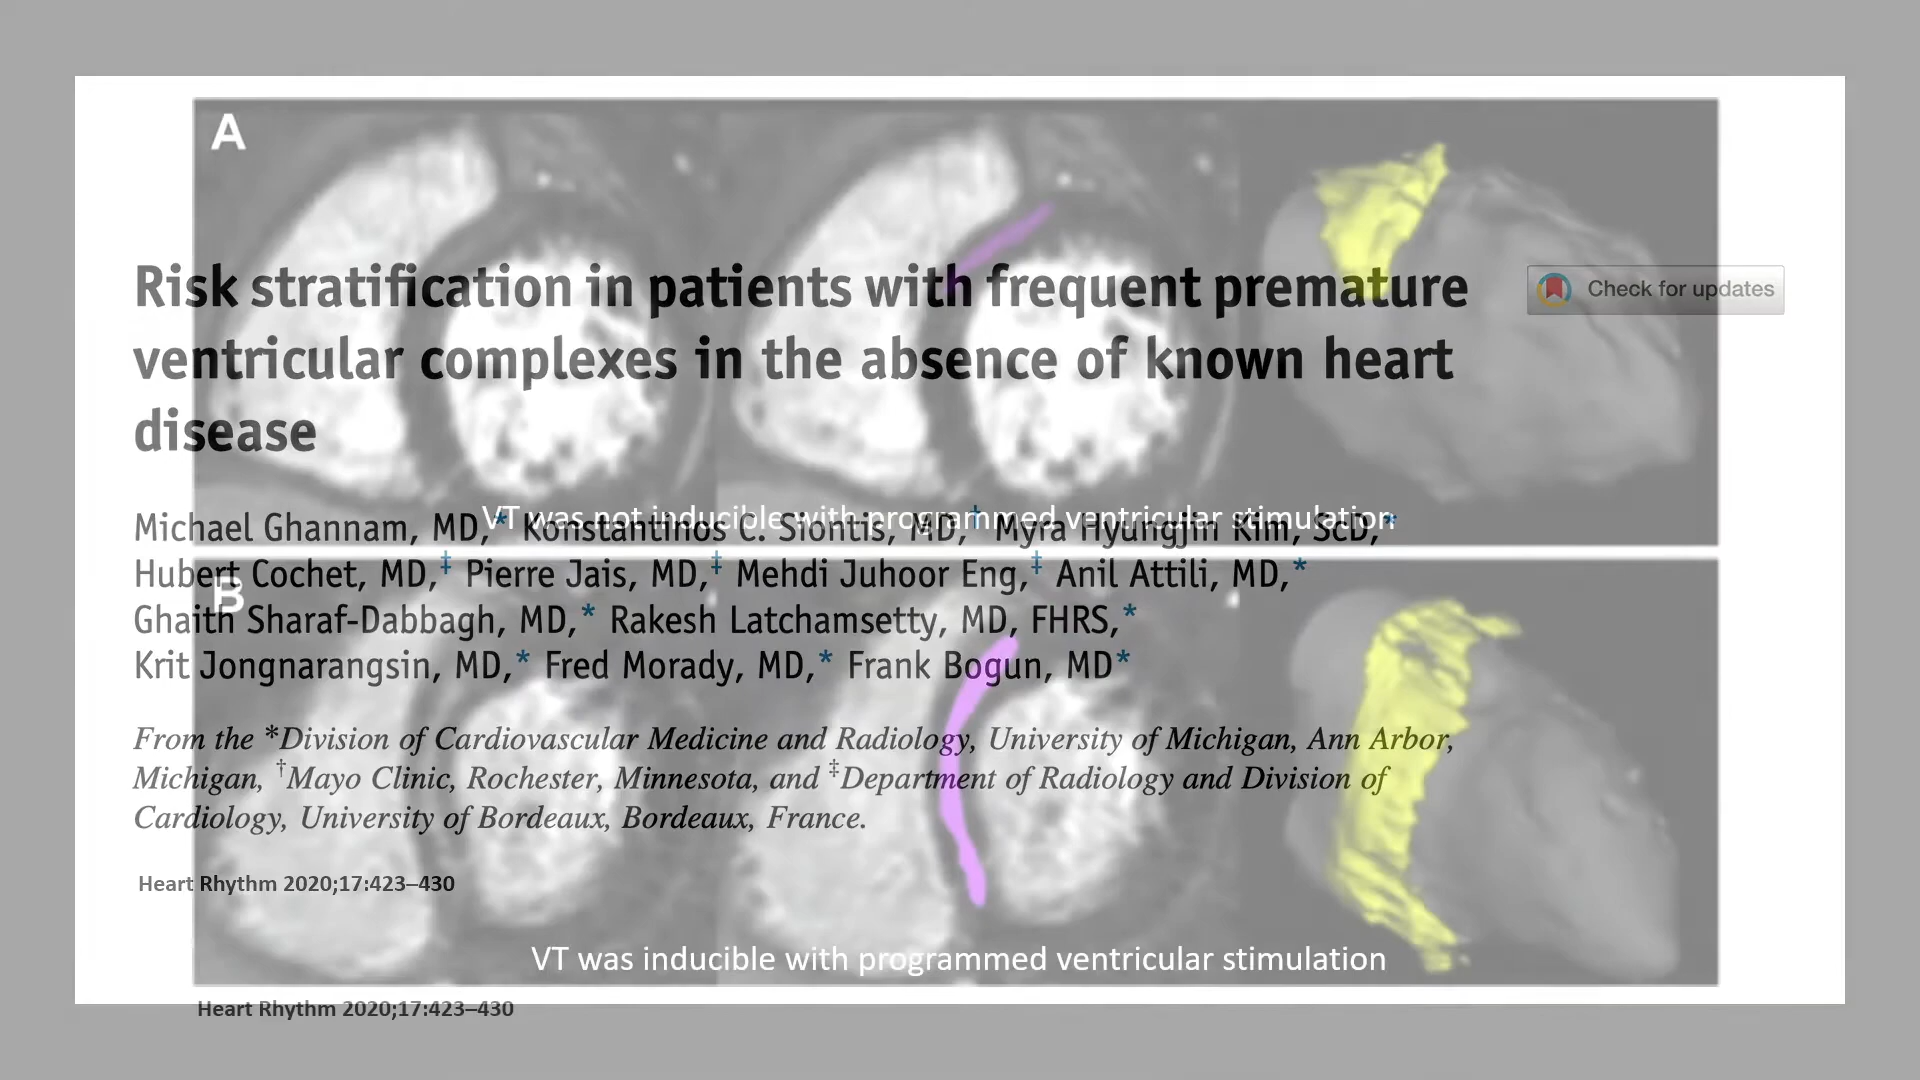 A
Risk stratification in patients with frequent premature
ventricular complexes in the absence of known heart
disease
Check for updates
VT was not inducible with programmed ventricular stimulation
Michael Ghannam, MD,* Konstantinos C. Siontis, MD,† Myra Hyungjin Kim, ScD,*
Hubert Cochet, MD,‡ Pierre Jais, MD,‡ Mehdi Juhoor Eng,‡ Anil Attili, MD,*
B
Ghaith Sharaf-Dabbagh, MD,* Rakesh Latchamsetty, MD, FHRS,*
Krit Jongnarangsin, MD,* Fred Morady, MD,* Frank Bogun, MD*
From the *Division of Cardiovascular Medicine and Radiology, University of Michigan, Ann Arbor,
Michigan, †Mayo Clinic, Rochester, Minnesota, and ‡Department of Radiology and Division of
Cardiology, University of Bordeaux, Bordeaux, France.
Heart Rhythm 2020;17:423–430
VT was inducible with programmed ventricular stimulation
Heart Rhythm 2020;17:423–430